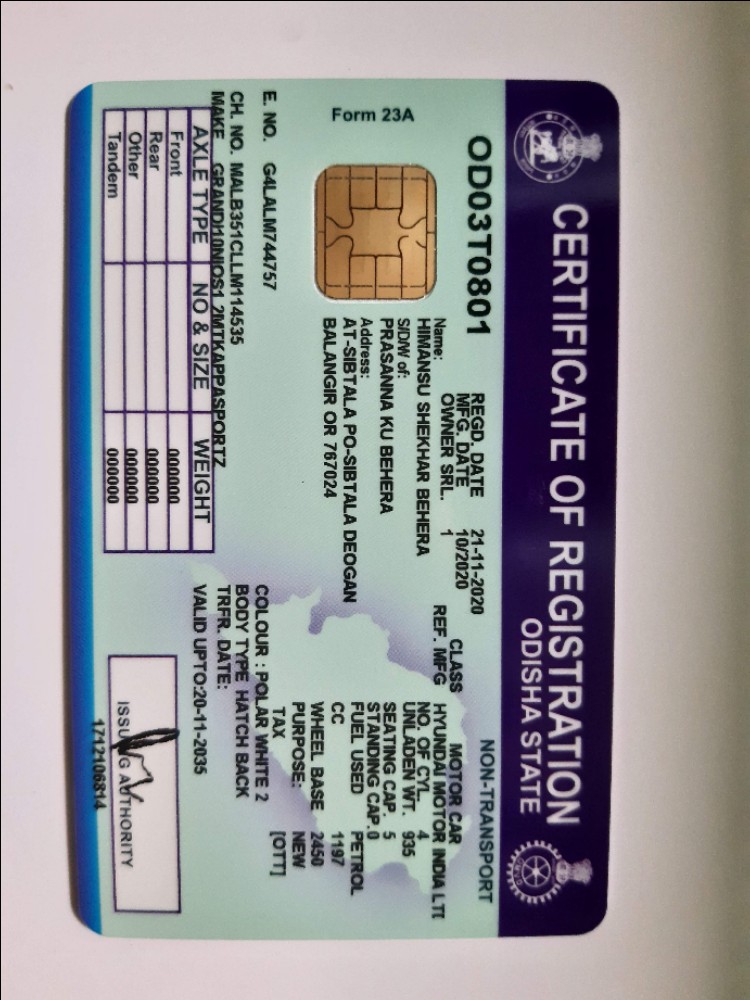 CERTIFICATE OF REGISTRATION
ODISHA STATE
OD03T0801
NON-TRANSPORT
Form 23A
REGD. DATE 21-11-2020
MFG. DATE 10/2020
OWNER SRL. 1
CLASS MOTOR CAR
REF. MFG HYUNDAI MOTOR INDIA LTI
Name:
HIMANSU SHEKHAR BEHERA
S/D/W of:
PRASANNA KU BEHERA
Address:
AT-SIBTALA PO-SIBTALA DEOGAN
BALANGIR OR 767024
NO. OF CYL. 4
UNLADEN WT. 935
SEATING CAP. 5
STANDING CAP.0
FUEL USED PETROL
CC 1197
WHEEL BASE 2450
PURPOSE: NEW
TAX [OTT]
E. NO. G4LALM744757
CH. NO. MALB351CLLM114535
MAKE GRANDI10NIOS1.2MTKAPPASPORTZ
COLOUR : POLAR WHITE 2
BODY TYPE HATCH BACK
TRFR. DATE:
VALID UPTO:20-11-2035
AXLE TYPE NO & SIZE WEIGHT
Front 000000
Rear 000000
Other 000000
Tandem 000000
ISSUING AUTHORITY
1712106814